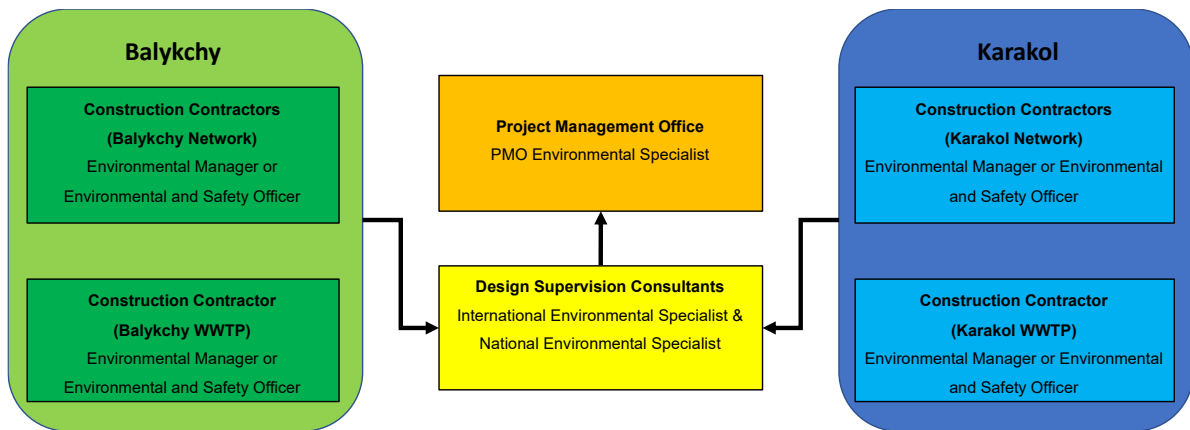 Balykchy
Construction Contractors
(Balykchy Network)
Environmental Manager or
Environmental and Safety Officer
Construction Contractor
(Balykchy WWTP)
Environmental Manager or
Environmental and Safety Officer
Project Management Office
PMO Environmental Specialist
Design Supervision Consultants
International Environmental Specialist &
National Environmental Specialist
Karakol
Construction Contractors
(Karakol Network)
Environmental Manager or Environmental
and Safety Officer
Construction Contractor
(Karakol WWTP)
Environmental Manager or Environmental
and Safety Officer